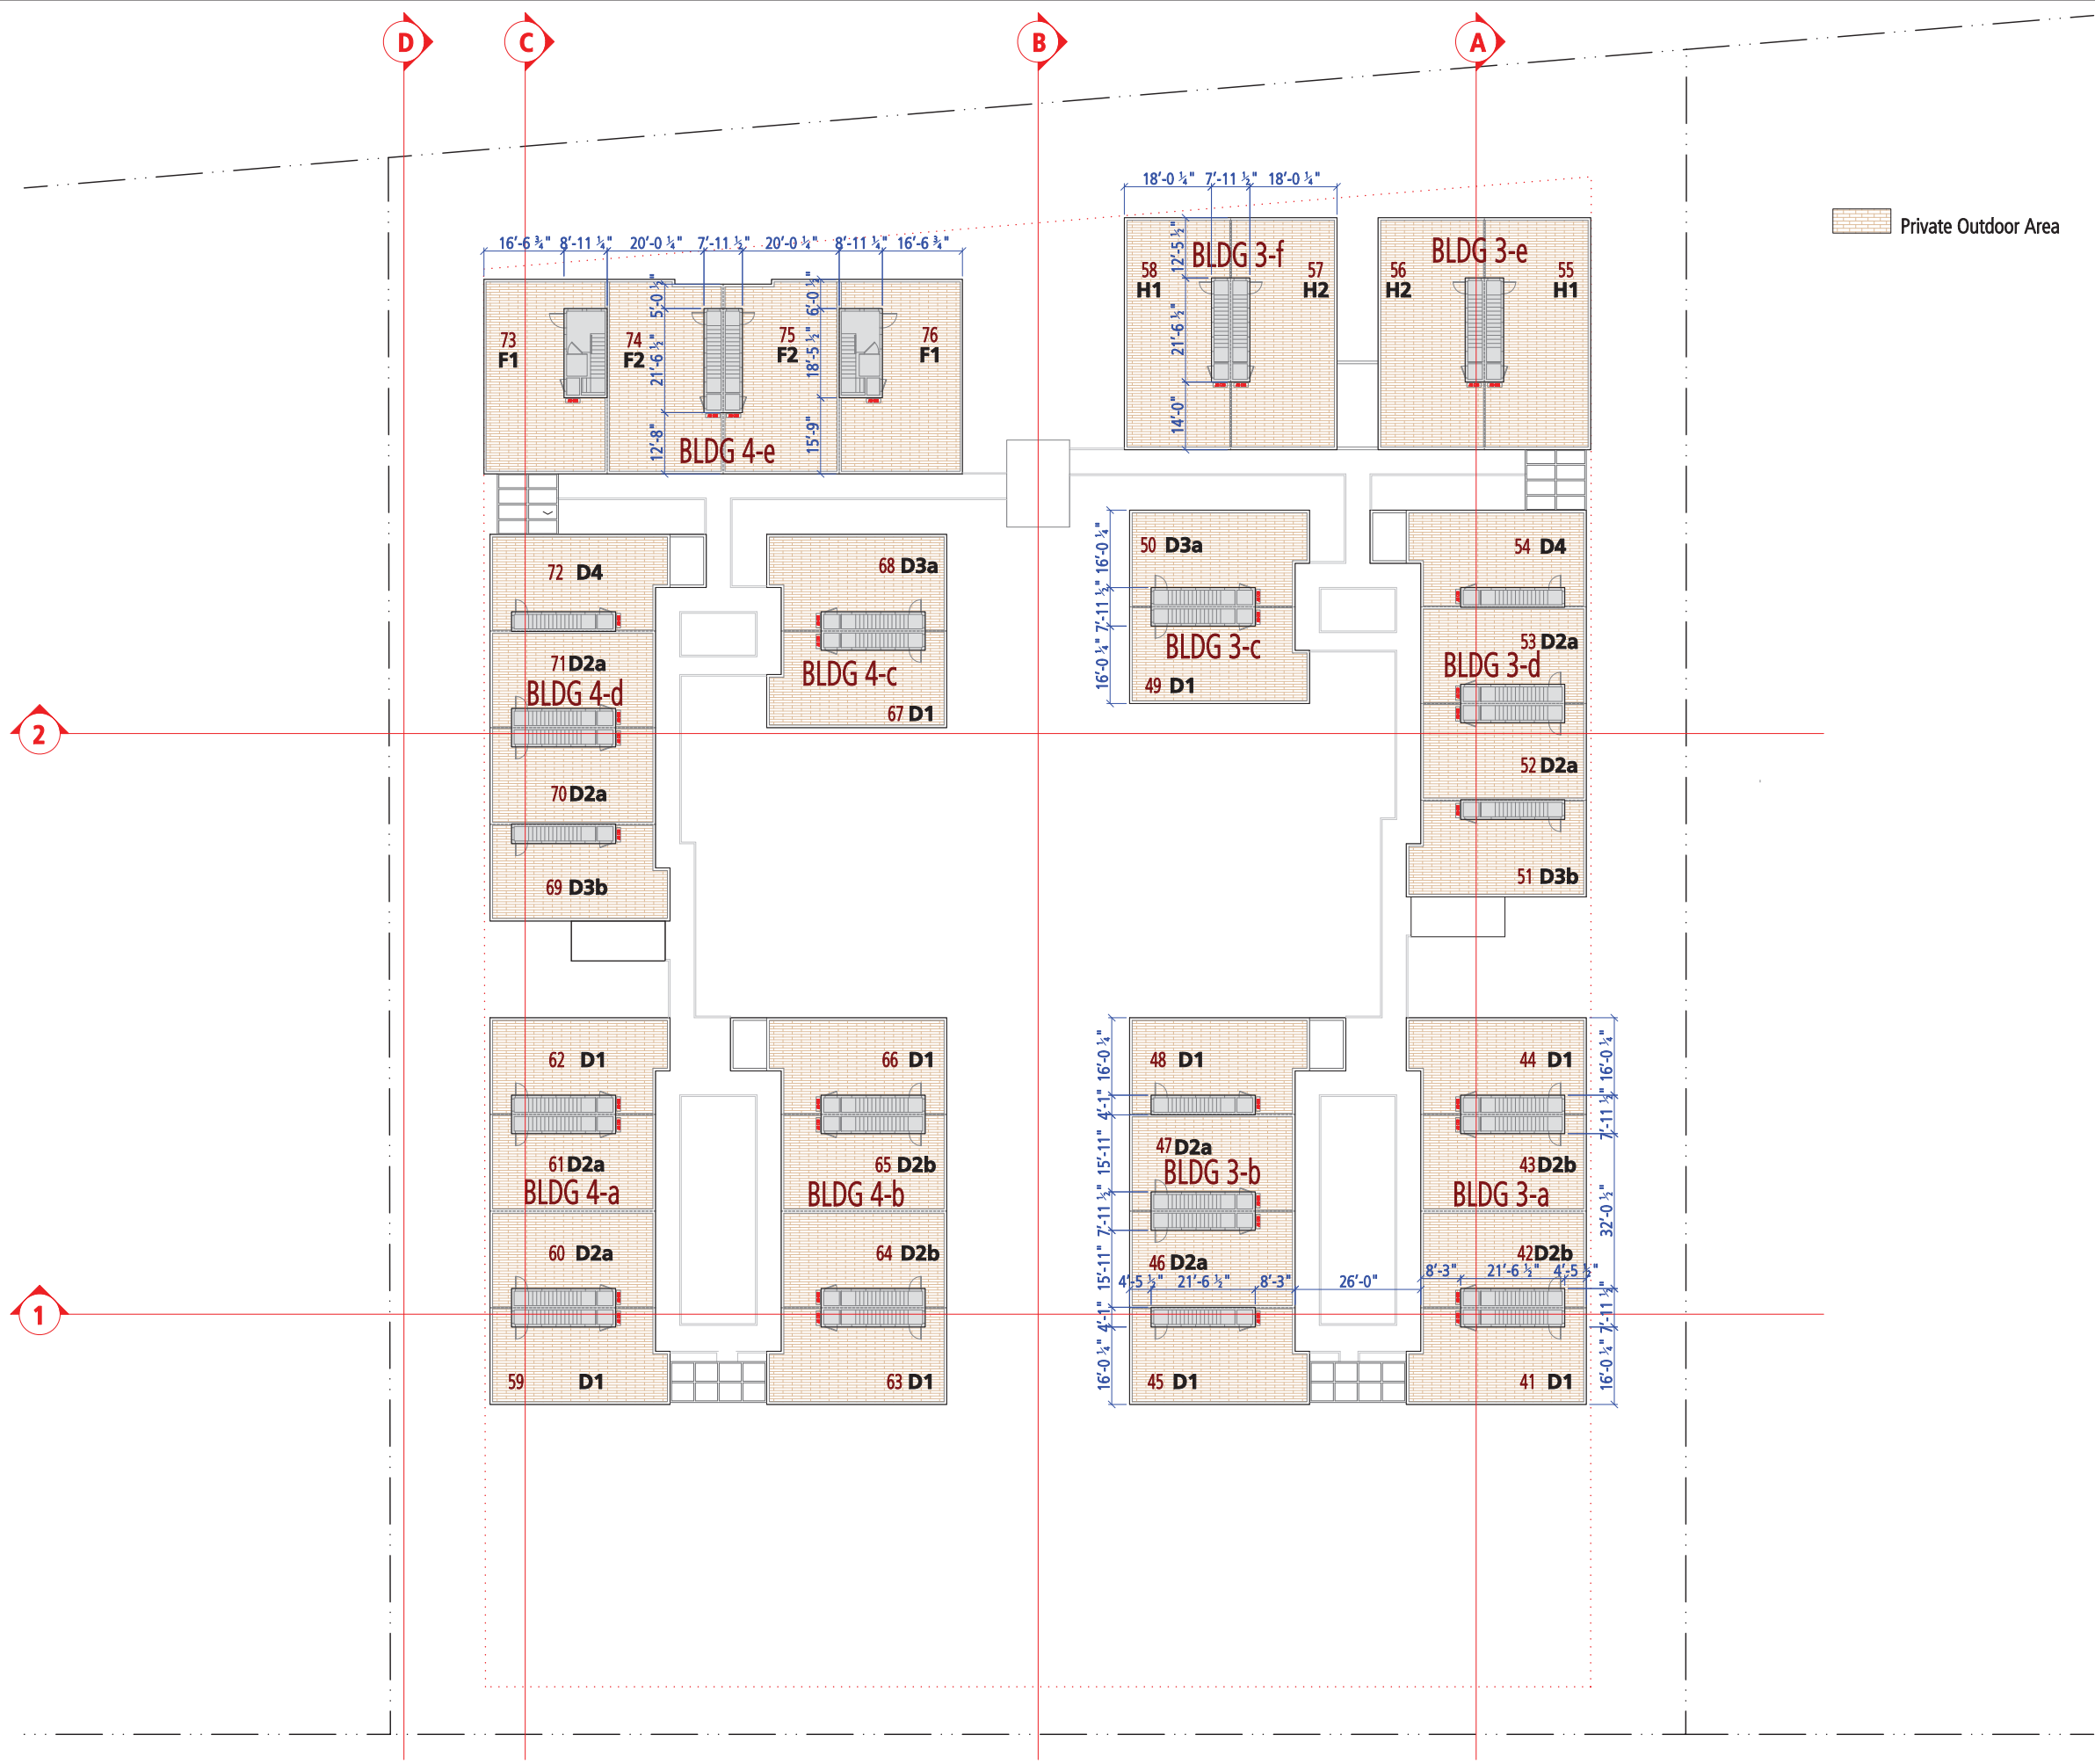 D
C
B
A
18'-0 ¼" 7'-11 ½" 18'-0 ¼"
Private Outdoor Area
16'-6 ¾" 8'-11 ¼" 20'-0 ¼" 7'-11 ½" 20'-0 ¼" 8'-11 ¼" 16'-6 ¾"
12'-5 ½"
21'-6 ½"
14'-0"
BLDG 3-f
58
H1
57
H2
BLDG 3-e
56
H2
55
H1
5'-0 ½"
21'-6 ½"
12'-8"
6'-0 ½"
18'-5 ½"
15'-9"
73
F1
74
F2
75
F2
76
F1
BLDG 4-e
72 D4
71 D2a
BLDG 4-d
70 D2a
69 D3b
68 D3a
BLDG 4-c
67 D1
16'-0 ¼"
7'-11 ½"
16'-0 ¼"
50 D3a
BLDG 3-c
49 D1
54 D4
53 D2a
BLDG 3-d
52 D2a
51 D3b
2
62 D1
61 D2a
BLDG 4-a
60 D2a
59 D1
66 D1
65 D2b
BLDG 4-b
64 D2b
63 D1
16'-0 ¼"
4'-1"
15'-11"
7'-11 ½"
15'-11"
4'-1"
16'-0 ¼"
48 D1
47 D2a
BLDG 3-b
46 D2a
4'-5 ½" 21'-6 ½" 8'-3" 26'-0" 8'-3" 21'-6 ½" 4'-5 ½"
45 D1
44 D1
43 D2b
BLDG 3-a
42 D2b
41 D1
16'-0 ¼"
7'-11 ½"
32'-0 ½"
7'-11 ½"
16'-0 ¼"
1